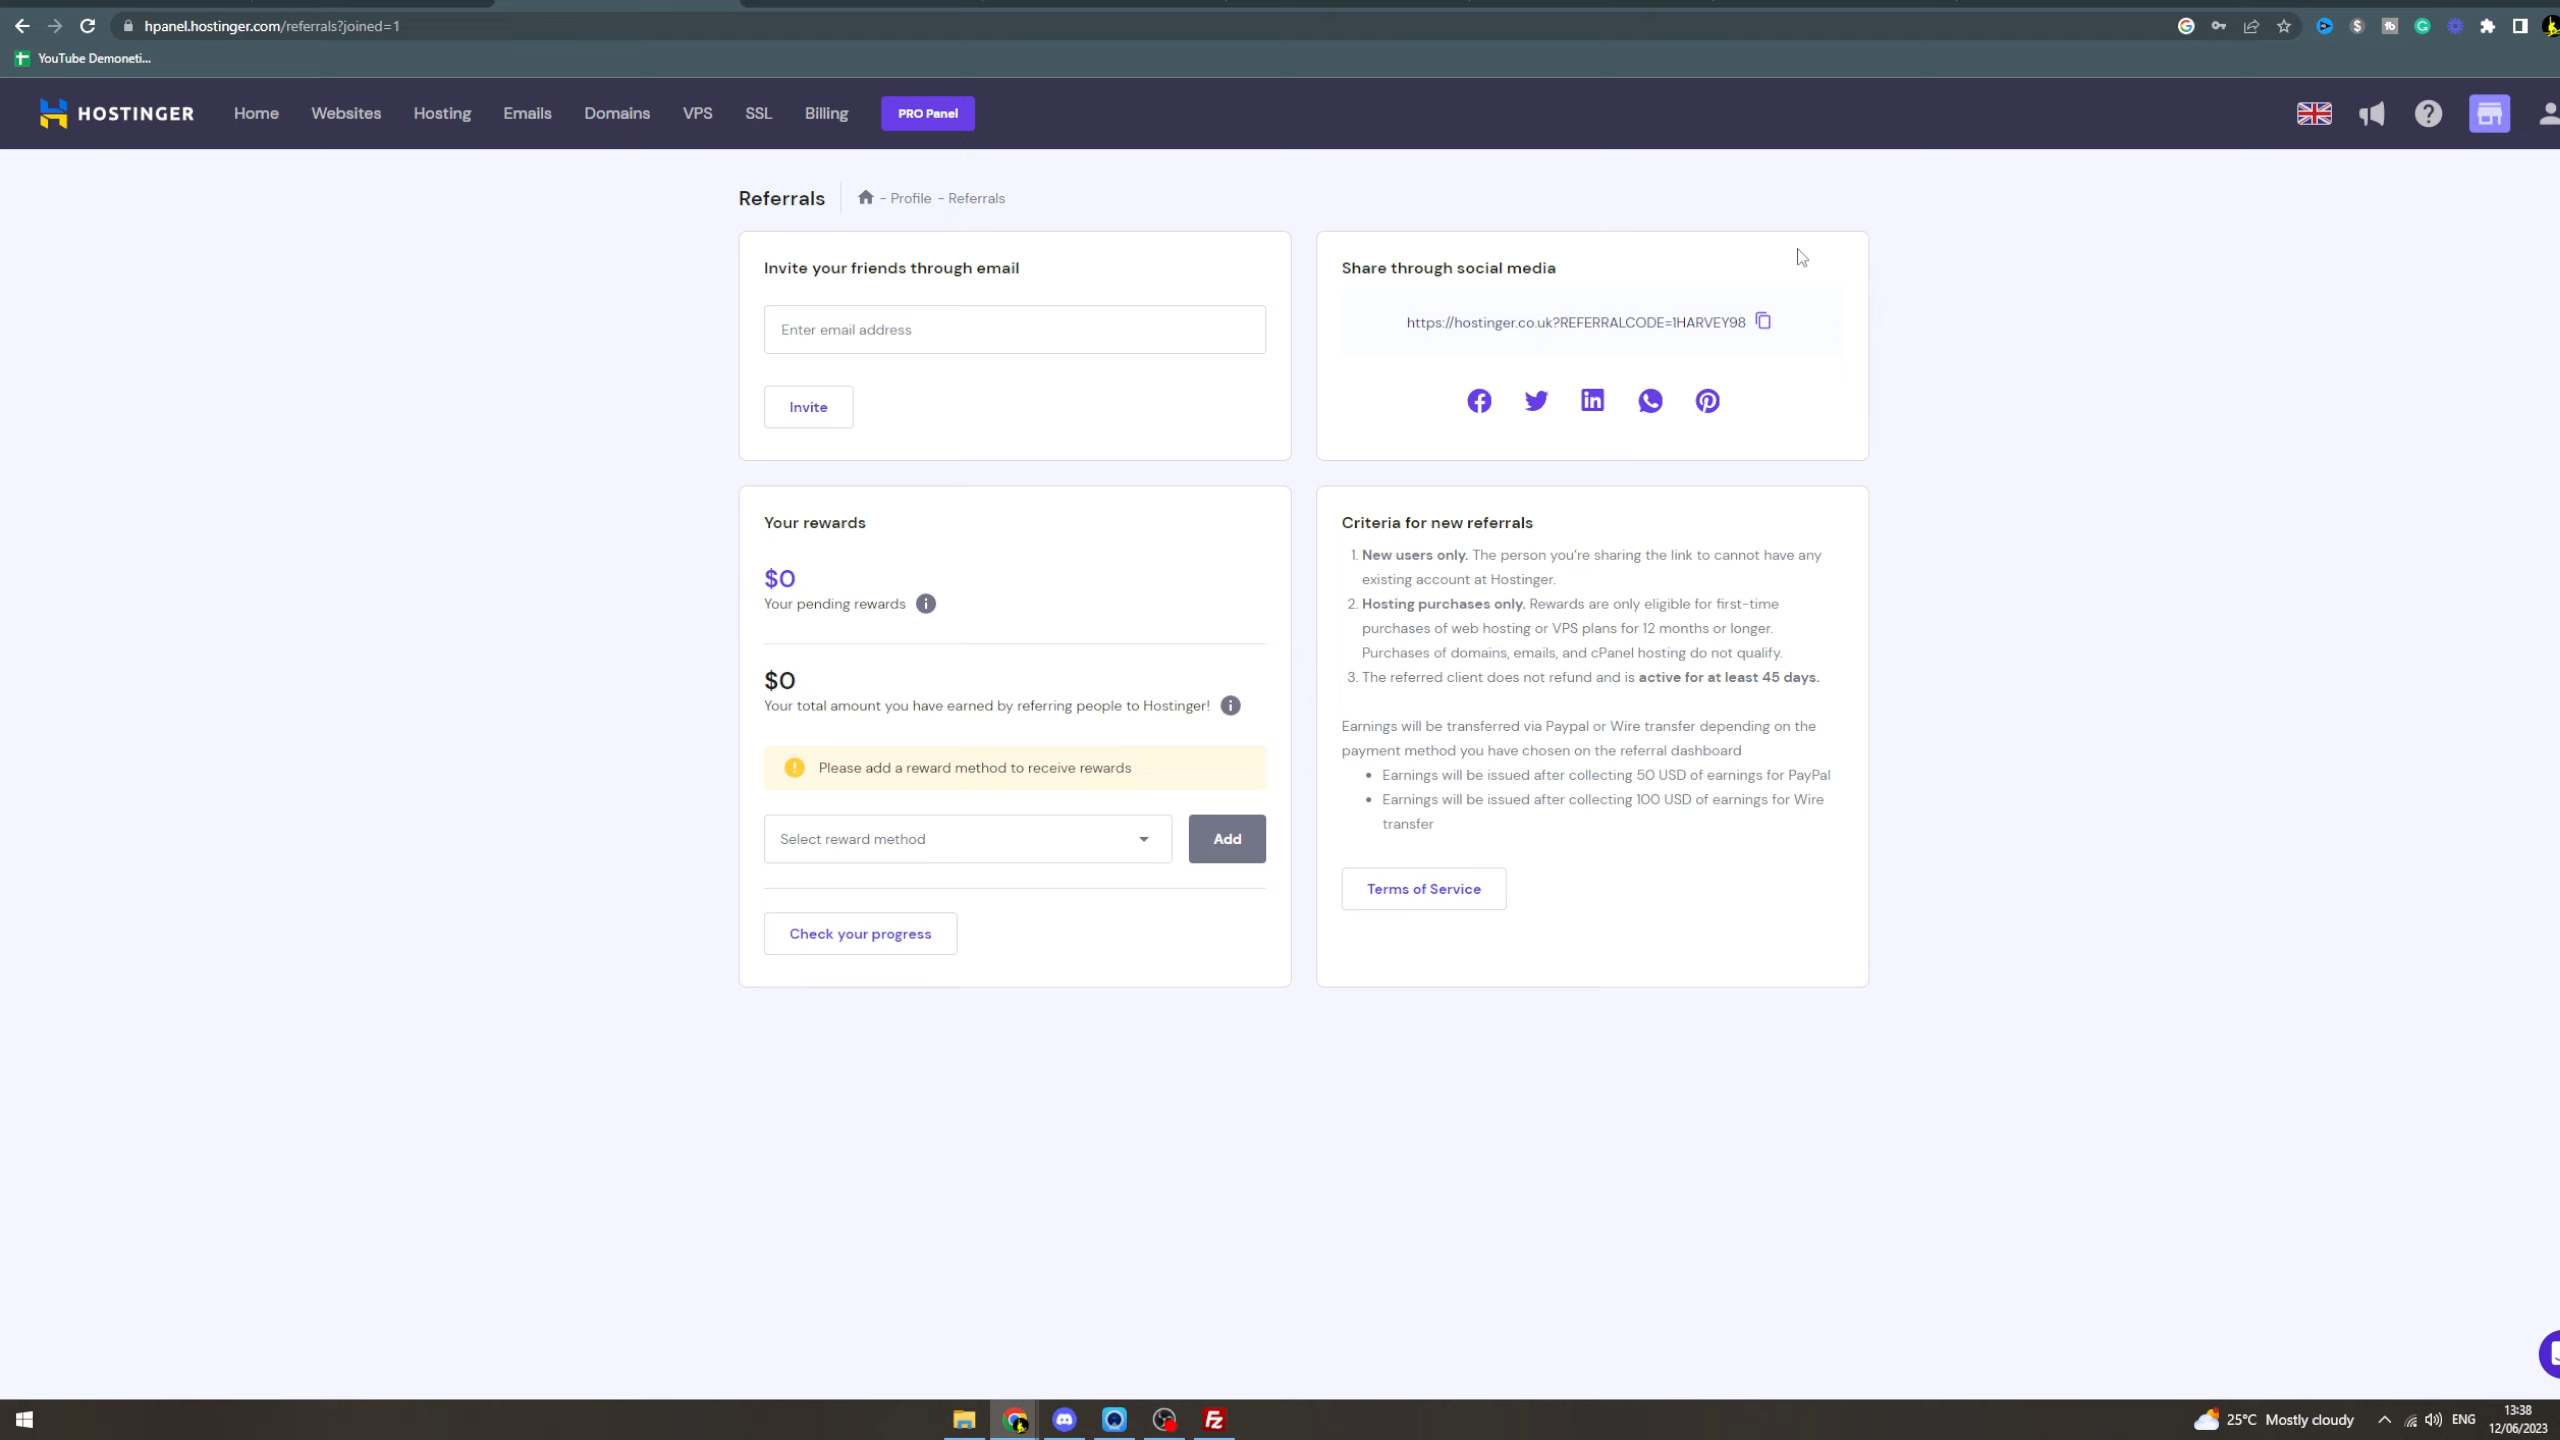 hpanel.hostinger.com/referrals?joined=1
YouTube Demoneti...
HOSTINGER
Home
Websites
Hosting
Emails
Domains
VPS
SSL
Billing
PRO Panel
Referrals
- Profile - Referrals
Invite your friends through email
Enter email address
Invite
Share through social media
https://hostinger.co.uk?REFERRALCODE=1HARVEY98
Your rewards
$0
Your pending rewards
$0
Your total amount you have earned by referring people to Hostinger!
Please add a reward method to receive rewards
Select reward method
Add
Check your progress
Criteria for new referrals
1. New users only. The person you're sharing the link to cannot have any
existing account at Hostinger.
2. Hosting purchases only. Rewards are only eligible for first-time
purchases of web hosting or VPS plans for 12 months or longer.
Purchases of domains, emails, and cPanel hosting do not qualify.
3. The referred client does not refund and is active for at least 45 days.
Earnings will be transferred via Paypal or Wire transfer depending on the
payment method you have chosen on the referral dashboard
• Earnings will be issued after collecting 50 USD of earnings for PayPal
• Earnings will be issued after collecting 100 USD of earnings for Wire
transfer
Terms of Service
25°C Mostly cloudy
ENG
13:38
12/06/2023